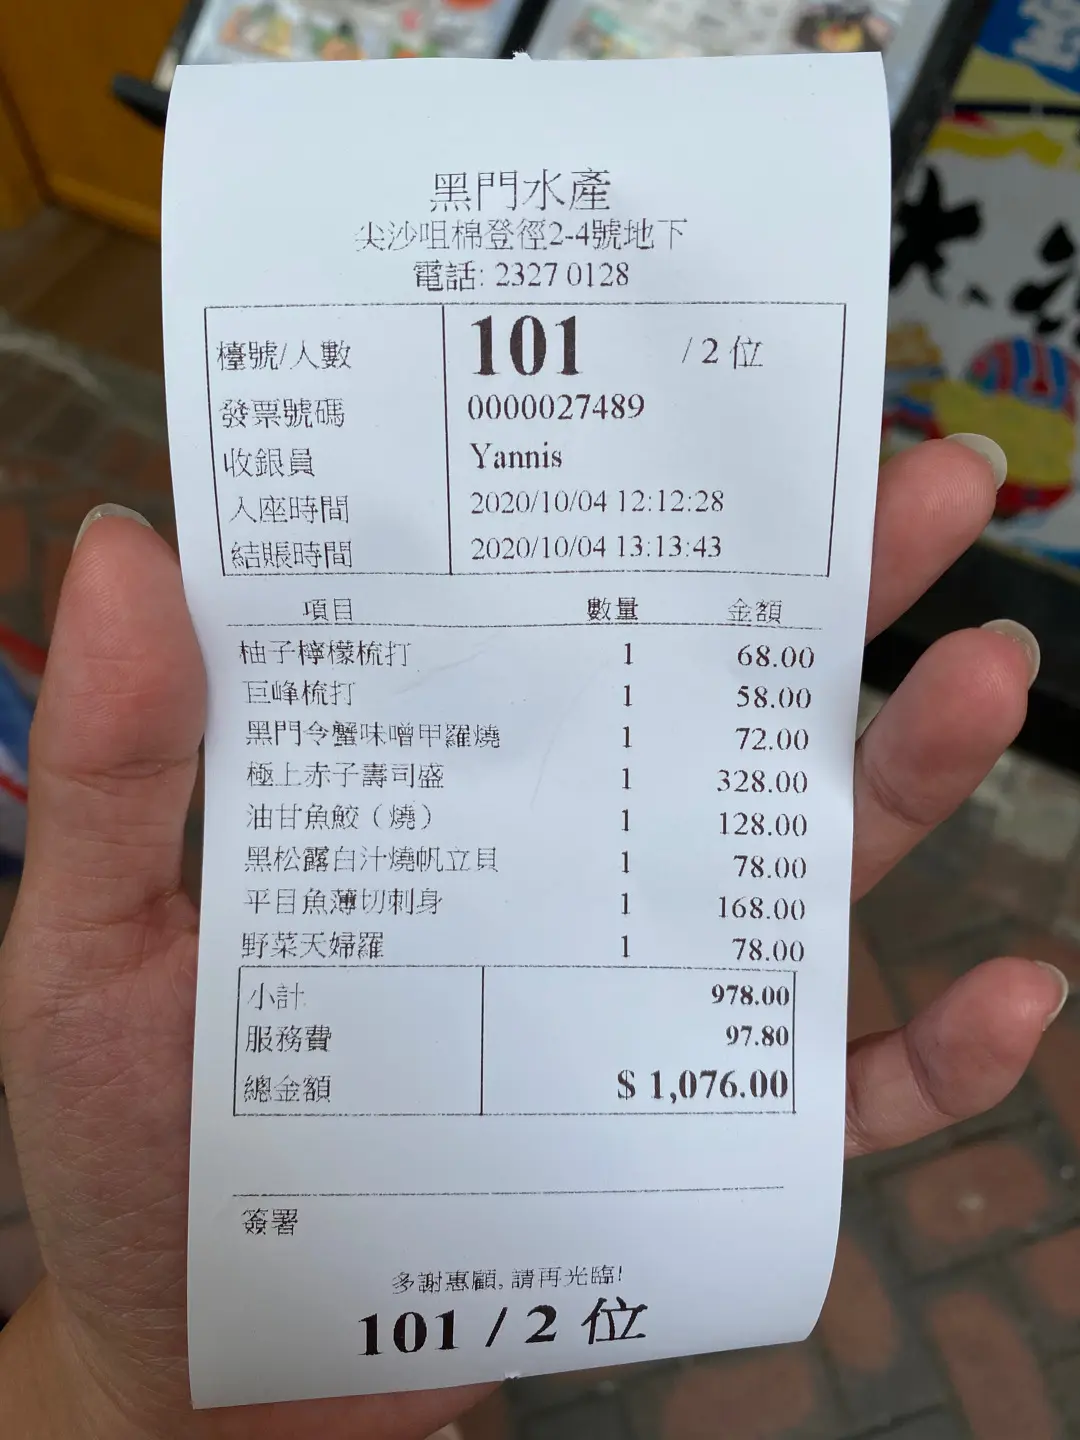 黑門水產
尖沙咀棉登徑2-4號地下
電話: 2327 0128
檯號/人數 101 / 2 位
發票號碼 0000027489
收銀員 Yannis
入座時間 2020/10/04 12:12:28
結賬時間 2020/10/04 13:13:43
項目 數量 金額
柚子檸檬梳打 1 68.00
巨峰梳打 1 58.00
黑門令蟹味噌甲羅燒 1 72.00
極上赤子壽司盛 1 328.00
油甘魚鮫（燒） 1 128.00
黑松露白汁燒帆立貝 1 78.00
平目魚薄切刺身 1 168.00
野菜天婦羅 1 78.00
小計 978.00
服務費 97.80
總金額 $ 1,076.00
簽署
多謝惠顧, 請再光臨!
101 / 2 位